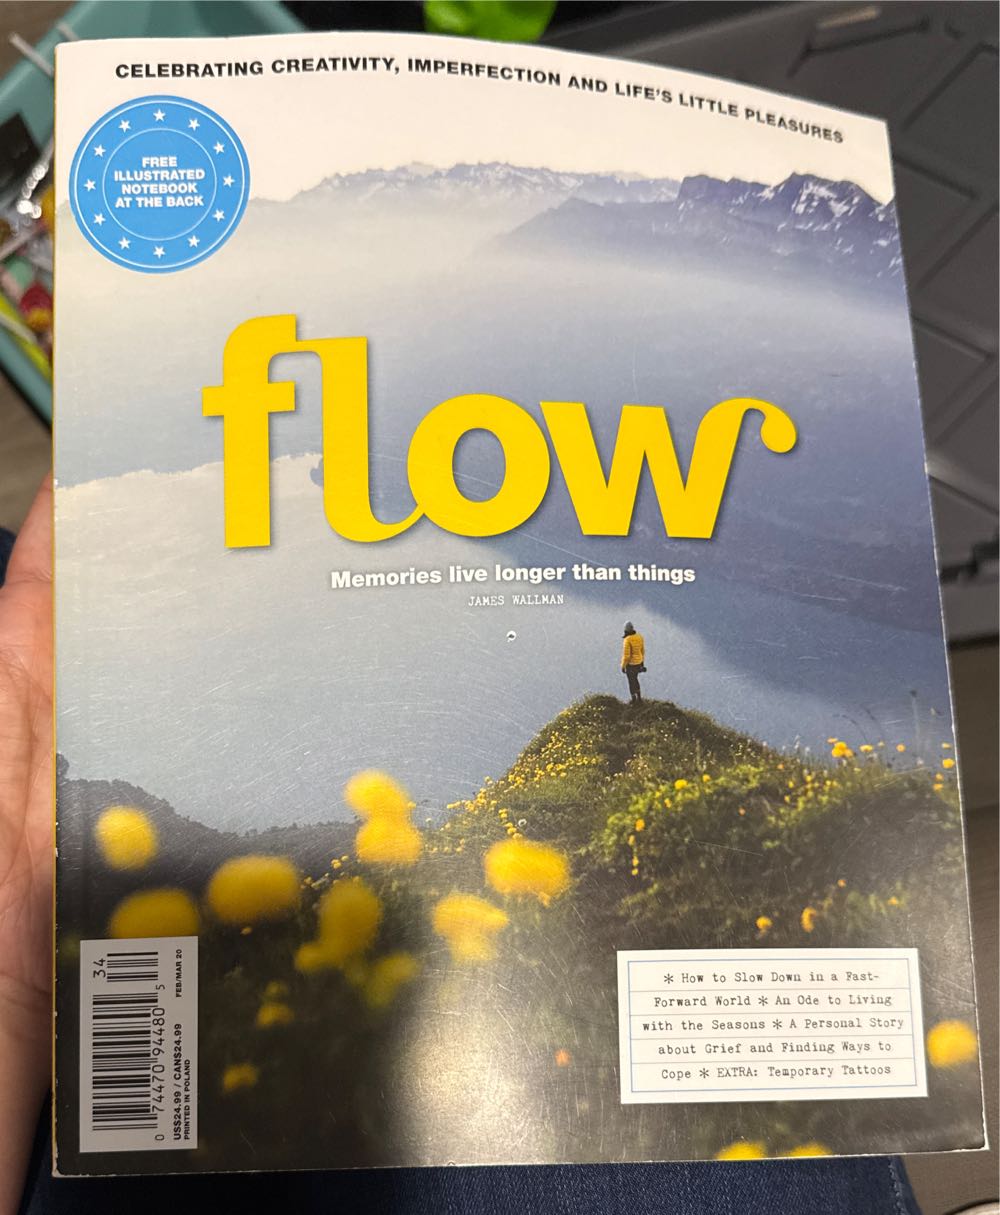 CELEBRATING CREATIVITY, IMPERFECTION AND LIFE'S LITTLE PLEASURES
FREE
ILLUSTRATED
NOTEBOOK
AT THE BACK
flow
Memories live longer than things
JAMES WALLMAN
34
FEB/MAR 20
0 74470 94480 5
US$24.99 / CAN$24.99
PRINTED IN POLAND
* How to Slow Down in a Fast-
Forward World * An Ode to Living
with the Seasons * A Personal Story
about Grief and Finding Ways to
Cope * EXTRA: Temporary Tattoos